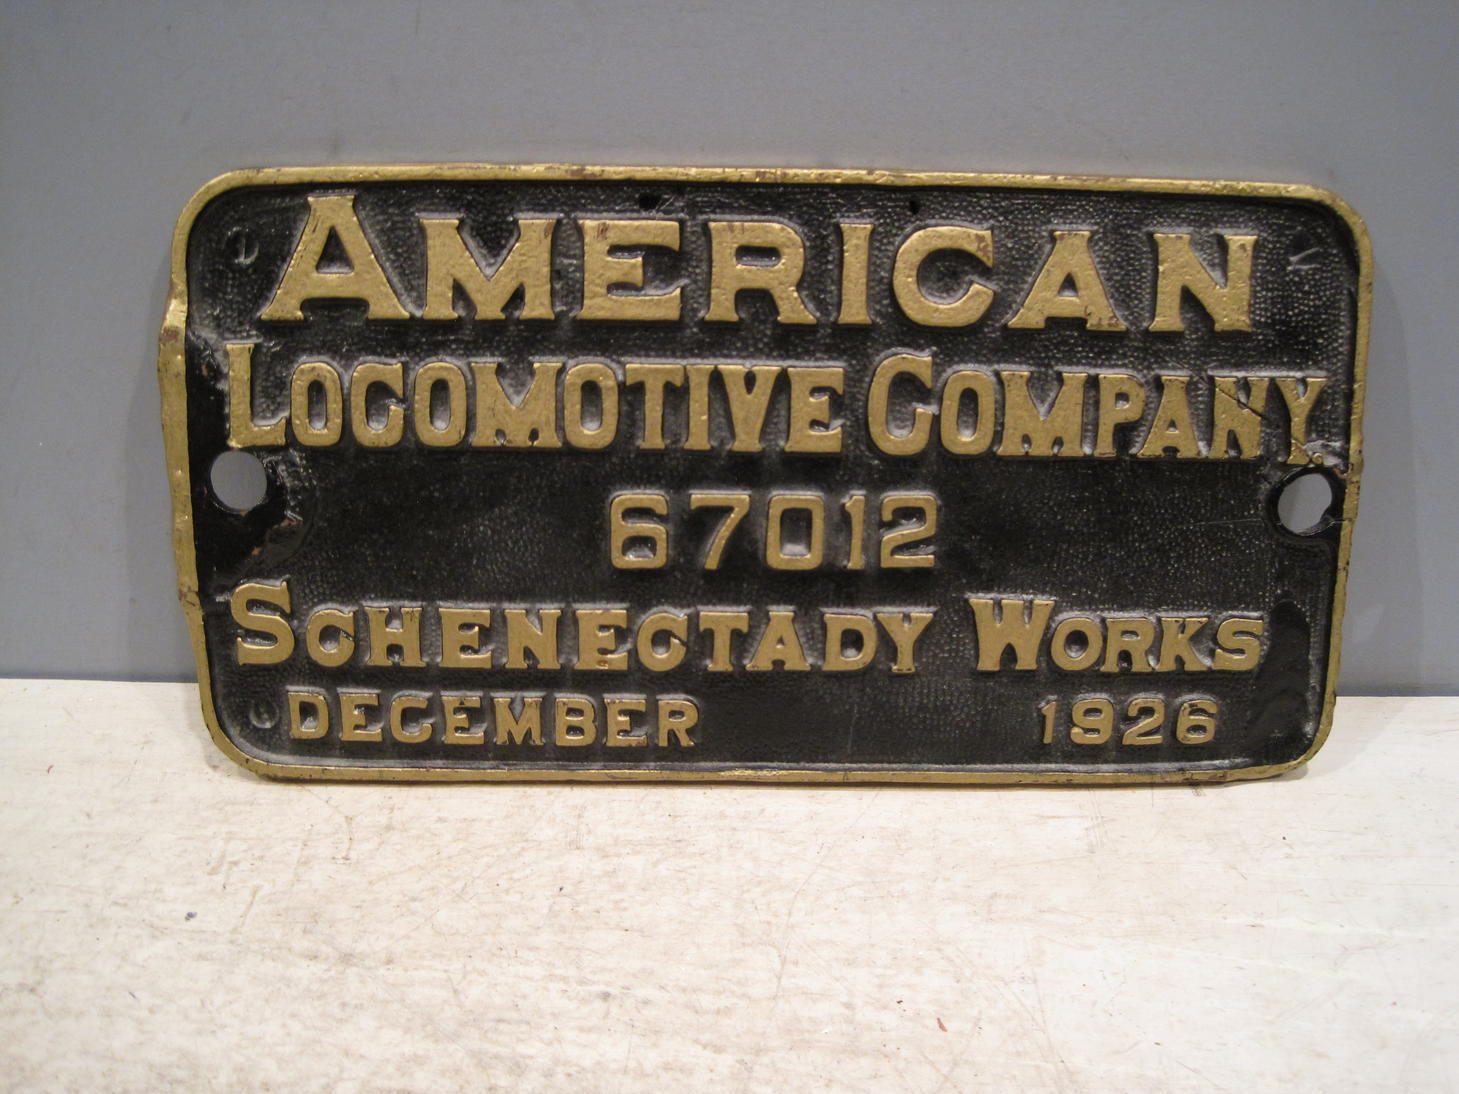 AMERICAN
LOCOMOTIVE COMPANY.
67012
SCHENECTADY WORKS
DECEMBER 1926